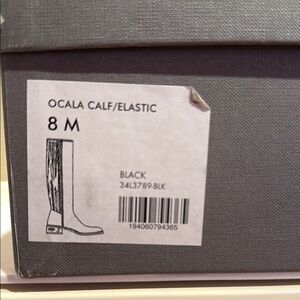 OCALA CALF/ELASTIC
8 M
BLACK
34L3789-BLK
194060794365